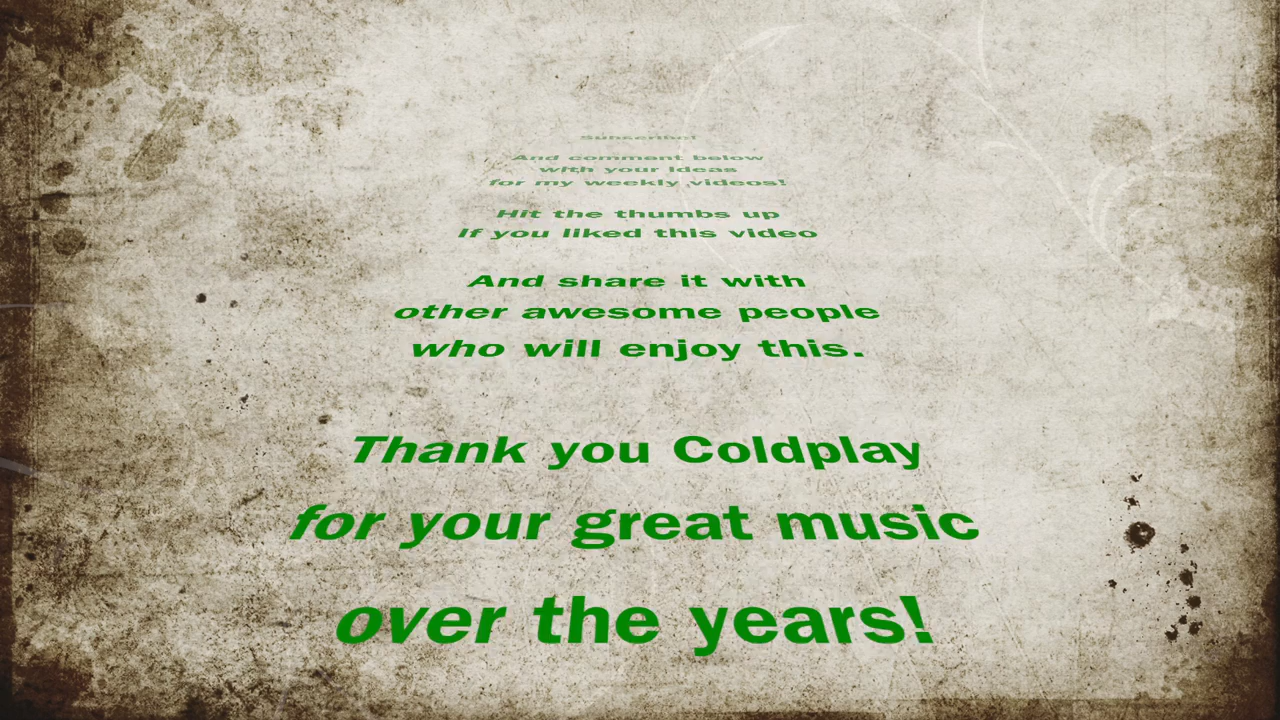 Subscribe!
And comment below
with your ideas
for my weekly videos!
Hit the thumbs up
If you liked this video
And share it with
other awesome people
who will enjoy this.
Thank you Coldplay
for your great music
over the years!